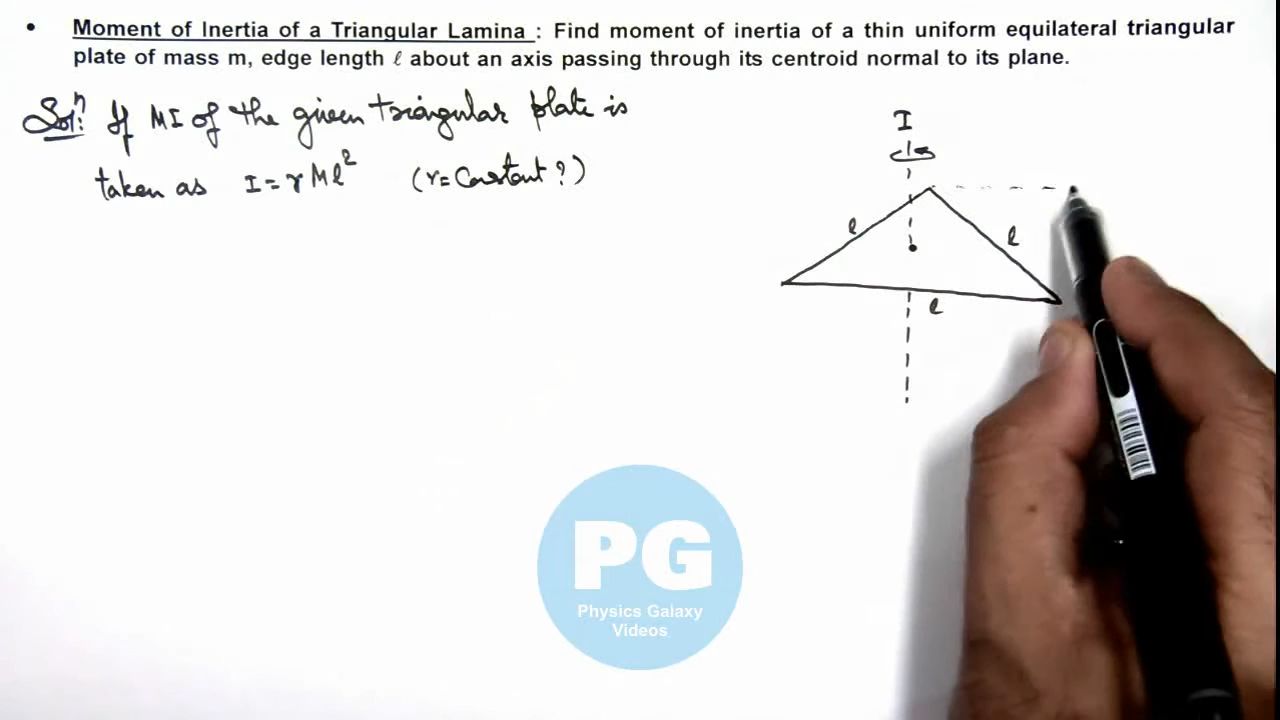 • Moment of Inertia of a Triangular Lamina : Find moment of inertia of a thin uniform equilateral triangular
plate of mass m, edge length ℓ about an axis passing through its centroid normal to its plane.
Solⁿ: If MI of the given triangular plate is
taken as I = γ Ml² (γ = Constant?)
I
l
l
l
PG
Physics Galaxy
Videos